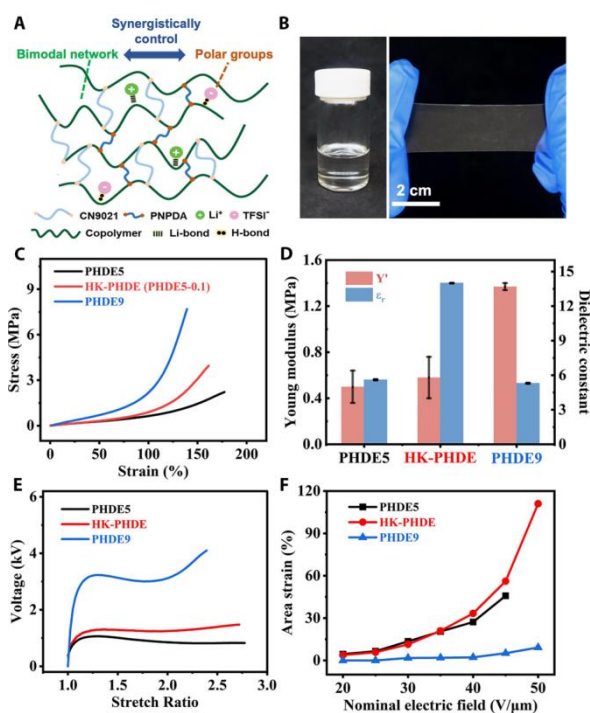 A
Synergistically
control
Bimodal network
Polar groups
CN9021 PNPDA Li⁺ TFSI⁻
Copolymer Li-bond H-bond
B
2 cm
C
PHDE5
HK-PHDE (PHDE5-0.1)
PHDE9
Stress (MPa)
9
6
3
0
0 50 100 150 200
Strain (%)
D
Y'
εr
Young modulus (MPa)
1.6
1.2
0.8
0.4
0.0
Dielectric constant
15
12
9
6
3
0
PHDE5 HK-PHDE PHDE9
E
PHDE5
HK-PHDE
PHDE9
Voltage (kV)
6
4
2
0
1.0 1.5 2.0 2.5 3.0
Stretch Ratio
F
PHDE5
HK-PHDE
PHDE9
Area strain (%)
120
90
60
30
0
20 30 40 50
Nominal electric field (V/μm)